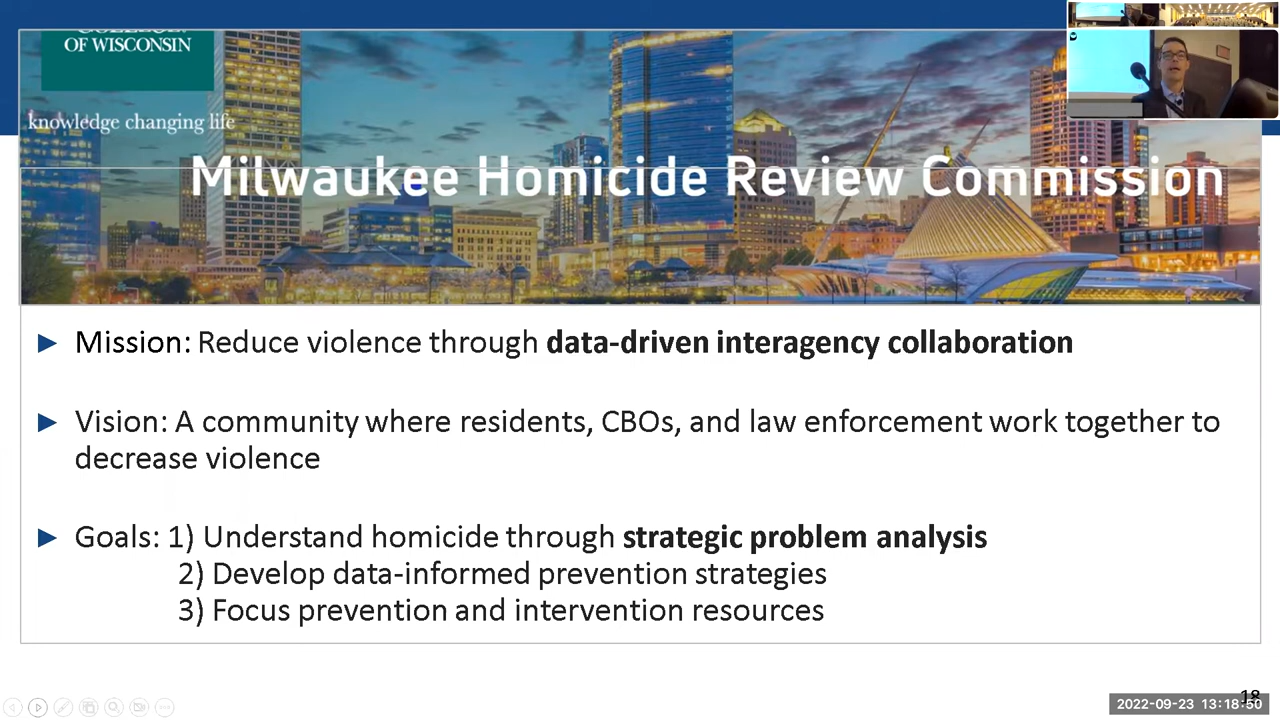 OF WISCONSIN
knowledge changing life
Milwaukee Homicide Review Commission
► Mission: Reduce violence through data-driven interagency collaboration
► Vision: A community where residents, CBOs, and law enforcement work together to
decrease violence
► Goals: 1) Understand homicide through strategic problem analysis
2) Develop data-informed prevention strategies
3) Focus prevention and intervention resources
18
2022-09-23 13:18:50